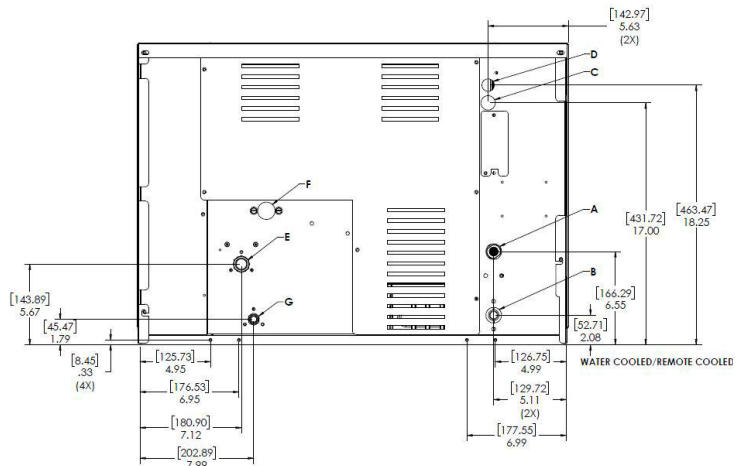 [142.97]
5.63
(2X)
D
C
F
A
E
B
G
[463.47]
18.25
[431.72]
17.00
[166.29]
6.55
[52.71]
2.08
[143.89]
5.67
[45.47]
1.79
[8.45]
.33
(4X)
[125.73]
4.95
[176.53]
6.95
[180.90]
7.12
[202.89]
7.99
[126.75]
4.99
WATER COOLED/REMOTE COOLED
[129.72]
5.11
(2X)
[177.55]
6.99